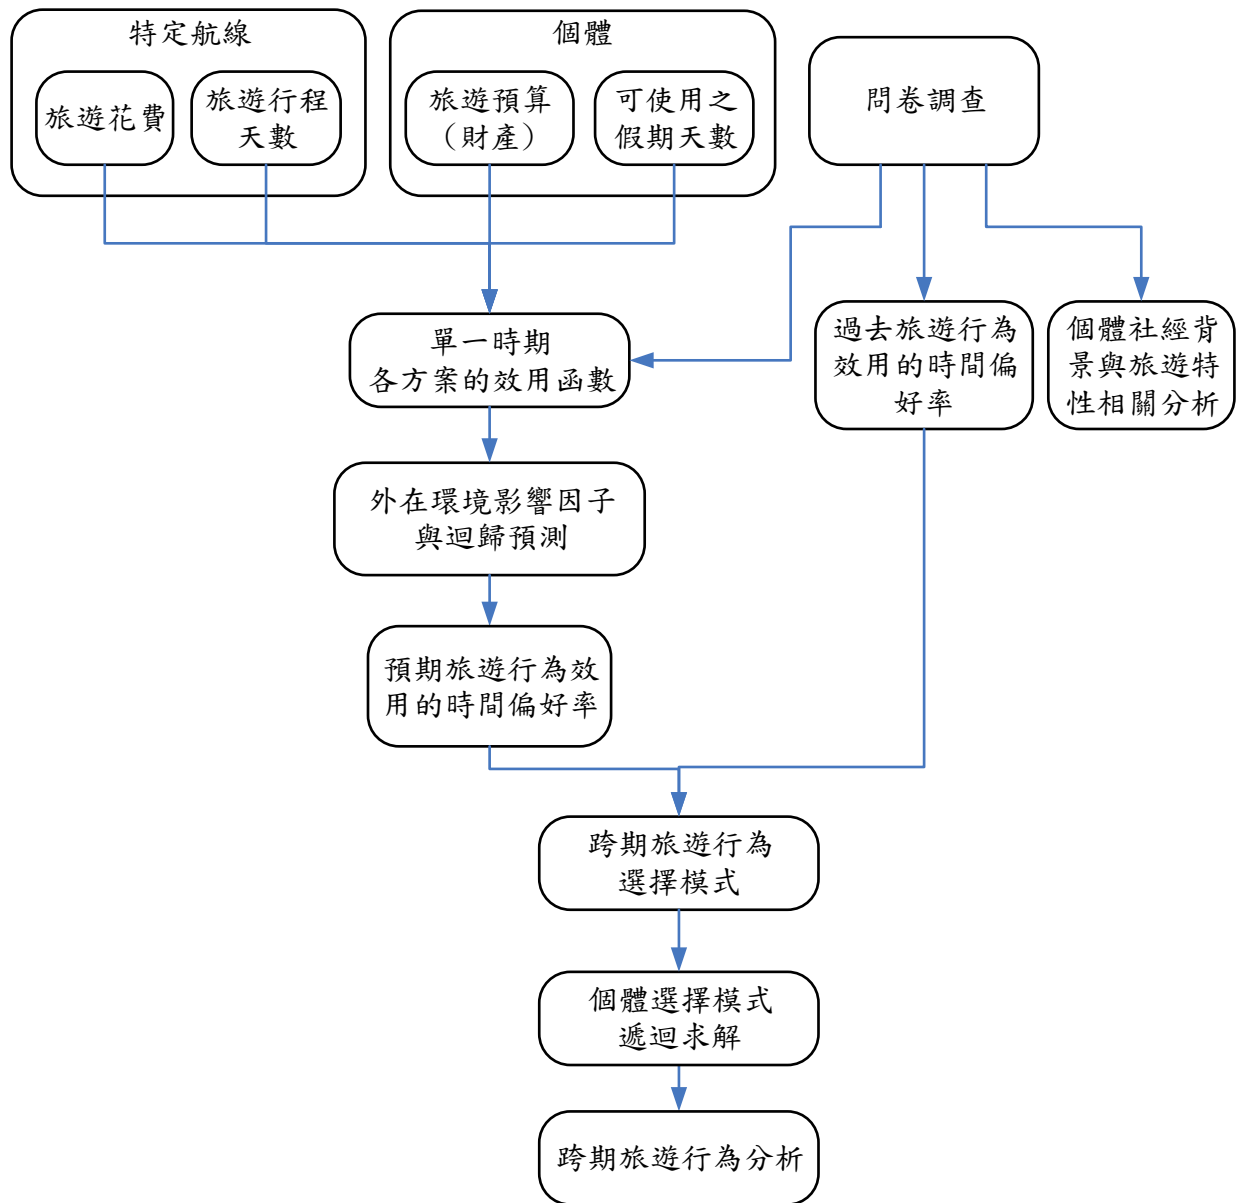 特定航線
旅遊花費
旅遊行程
天數
個體
旅遊預算
（財產）
可使用之
假期天數
問卷調查
單一時期
各方案的效用函數
過去旅遊行為
效用的時間偏
好率
個體社經背
景與旅遊特
性相關分析
外在環境影響因子
與迴歸預測
預期旅遊行為效
用的時間偏好率
跨期旅遊行為
選擇模式
個體選擇模式
遞迴求解
跨期旅遊行為分析